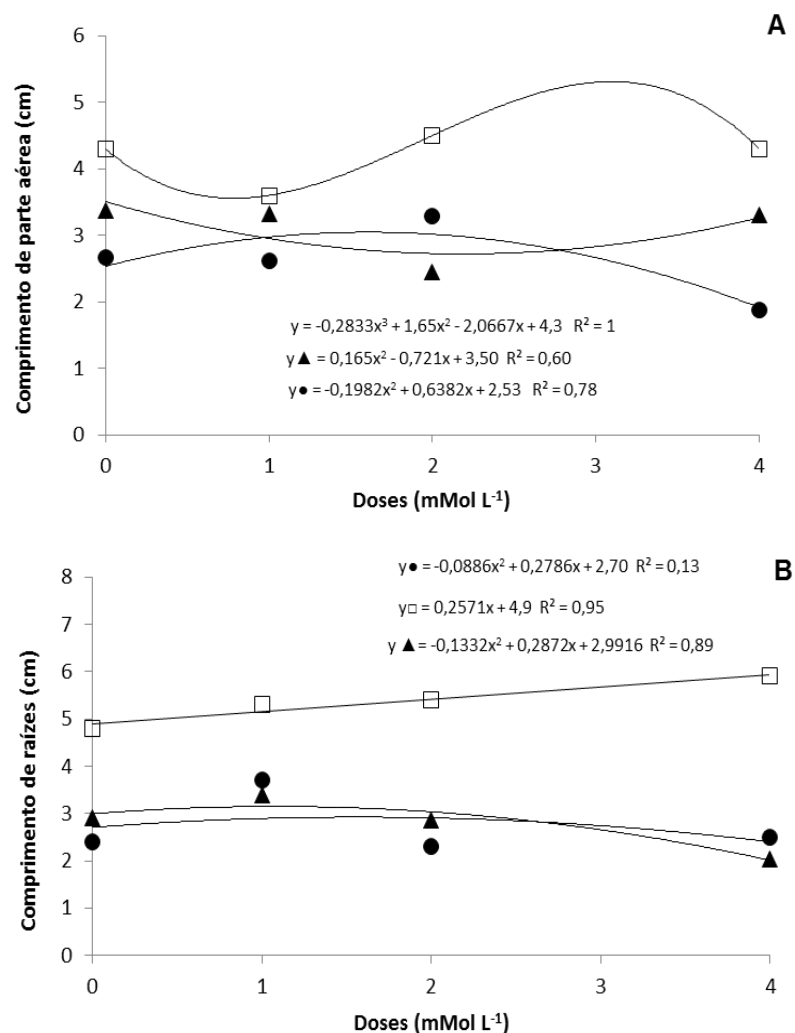 A
Comprimento de parte aérea (cm)
6
5
4
3
2
1
0
y = -0,2833x³ + 1,65x² - 2,0667x + 4,3 R² = 1
y ▲ = 0,165x² - 0,721x + 3,50 R² = 0,60
y ● = -0,1982x² + 0,6382x + 2,53 R² = 0,78
0 1 2 3 4
Doses (mMol L⁻¹)
B
Comprimento de raízes (cm)
8
7
6
5
4
3
2
1
0
y ● = -0,0886x² + 0,2786x + 2,70 R² = 0,13
y □ = 0,2571x + 4,9 R² = 0,95
y ▲ = -0,1332x² + 0,2872x + 2,9916 R² = 0,89
0 1 2 3 4
Doses (mMol L⁻¹)